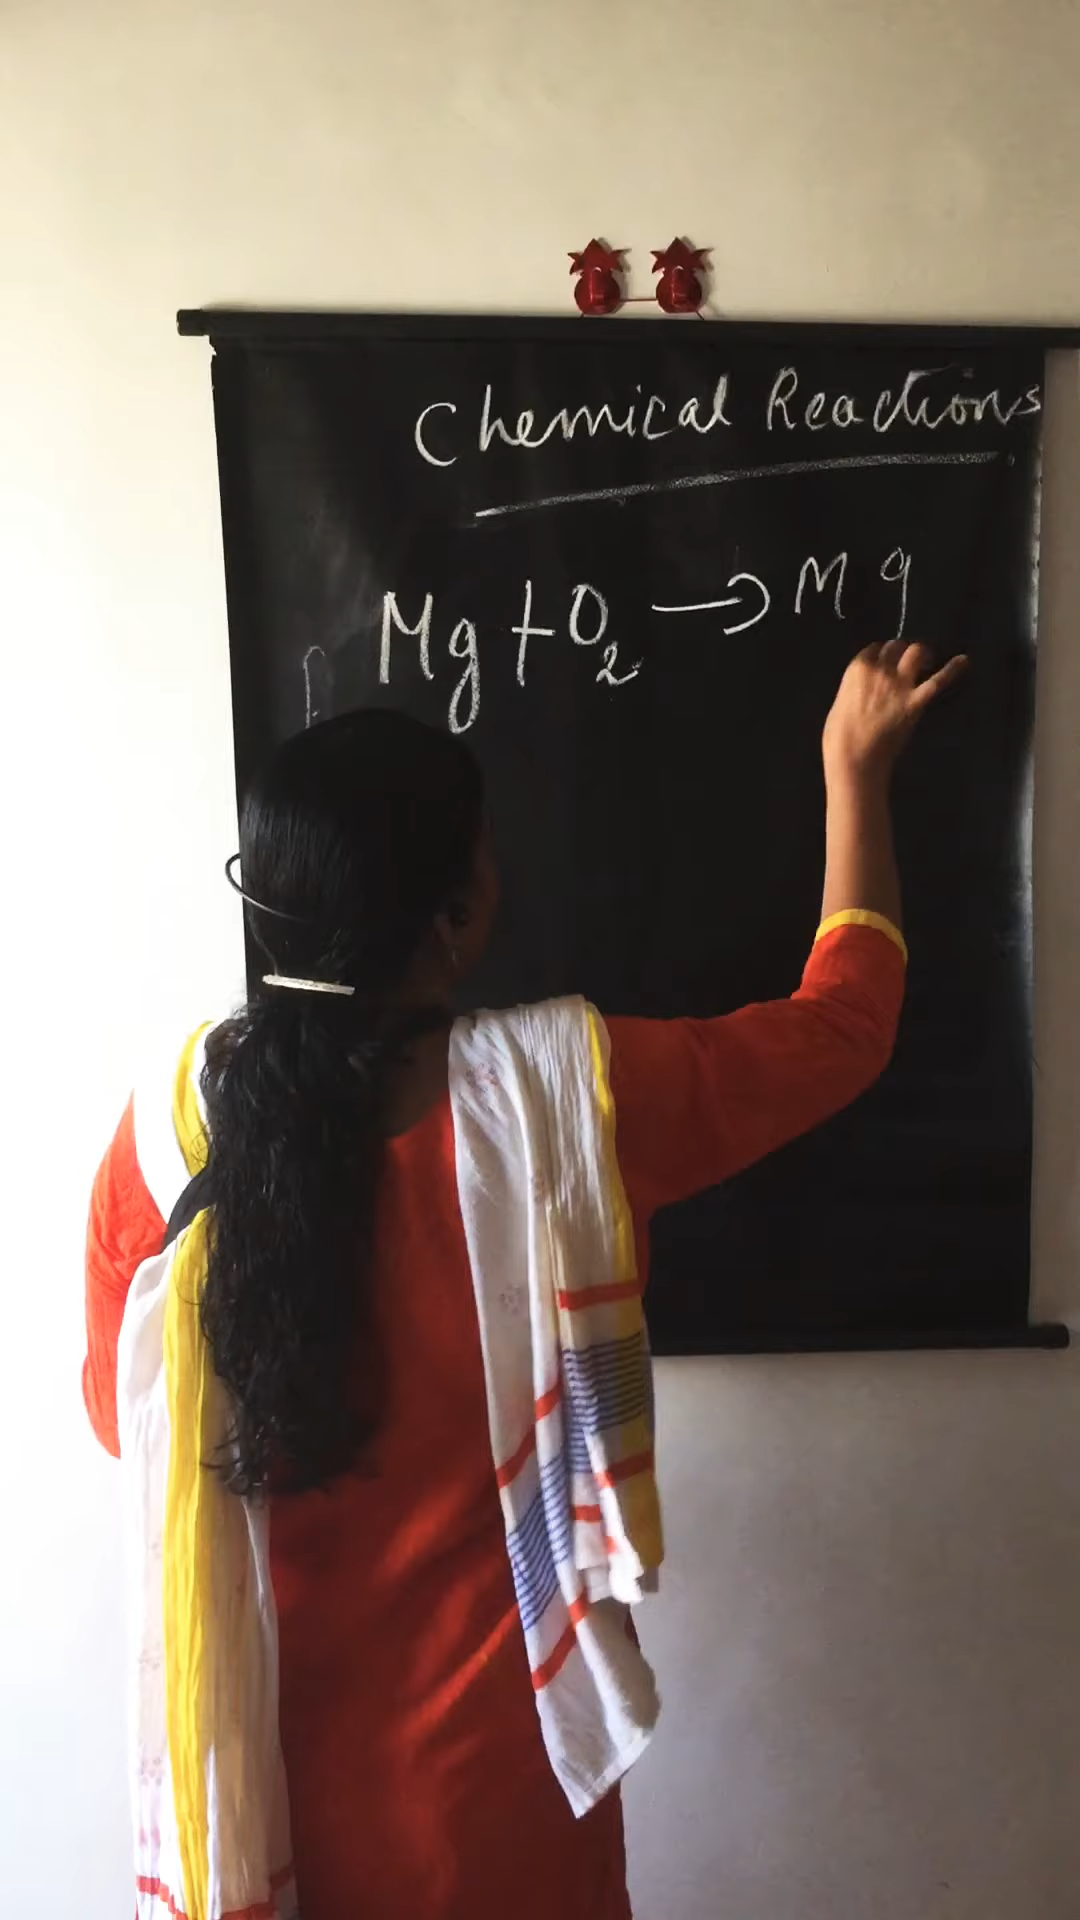 Chemical Reactions
Mg + O₂ → Mg